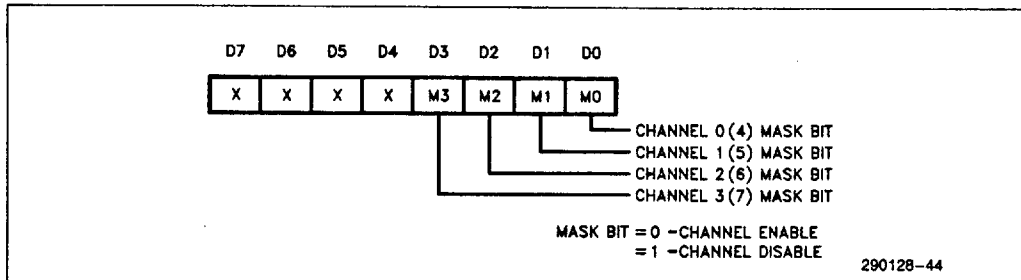 D7 D6 D5 D4 D3 D2 D1 D0
X X X X M3 M2 M1 M0
CHANNEL 0(4) MASK BIT
CHANNEL 1(5) MASK BIT
CHANNEL 2(6) MASK BIT
CHANNEL 3(7) MASK BIT
MASK BIT = 0 -CHANNEL ENABLE
= 1 -CHANNEL DISABLE
290128-44